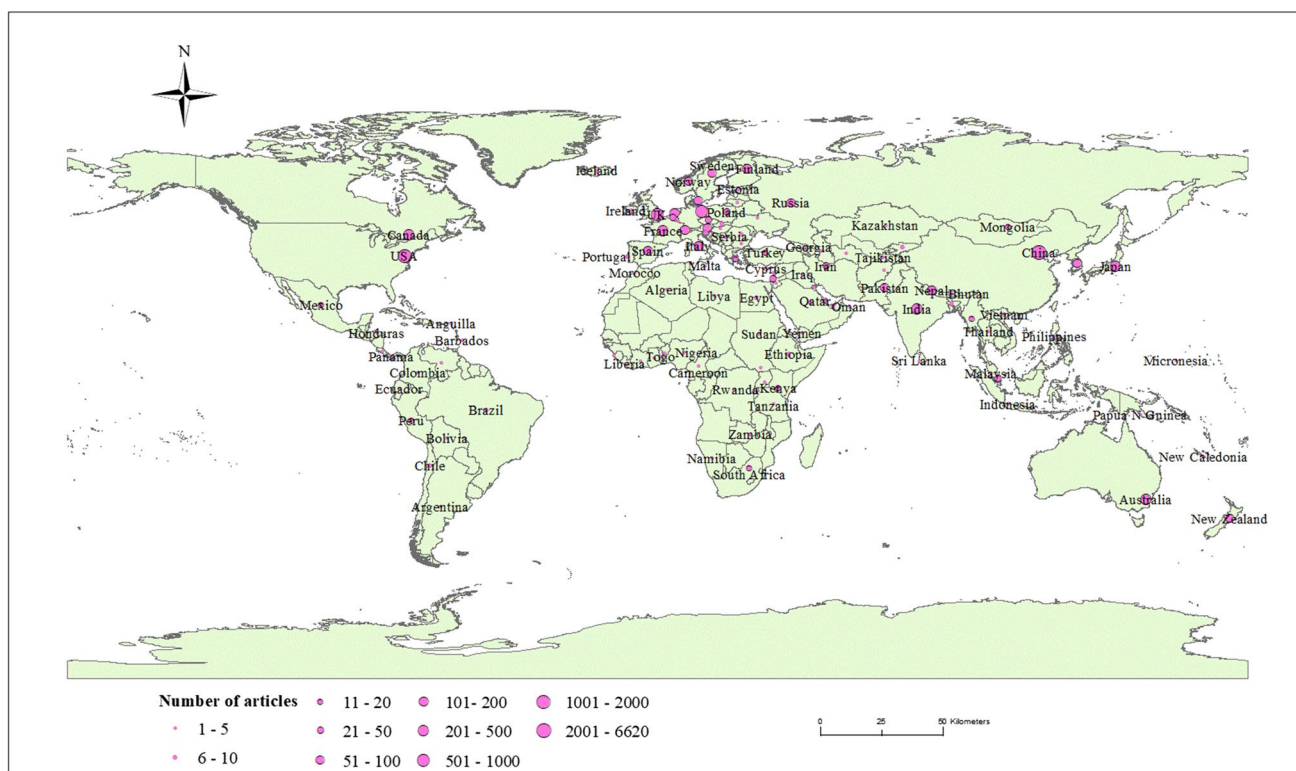 N
Iceland
Sweden
Finland
Norway
Estonia
Ireland
UK
Poland
Russia
Canada
France
Serbia
Kazakhstan
Mongolia
USA
Portugal
Spain
Italy
Turkey
Georgia
Tajikistan
China
Japan
Morocco
Malta
Cyprus
Iraq
Iran
Mexico
Algeria
Libya
Egypt
Qatar
Oman
Pakistan
Nepal
Bhutan
India
Honduras
Anguilla
Barbados
Sudan
Yemen
Thailand
Vietnam
Philippines
Panama
Liberia
Togo
Nigeria
Ethiopia
Sri Lanka
Micronesia
Colombia
Cameroon
Malaysia
Ecuador
Rwanda
Kenya
Brazil
Tanzania
Indonesia
Papua N Gninea
Peru
Bolivia
Zambia
Chile
Namibia
South Africa
New Caledonia
Argentina
Australia
New Zealand
Number of articles
1 - 5
6 - 10
11 - 20
21 - 50
51 - 100
101- 200
201 - 500
501 - 1000
1001 - 2000
2001 - 6620
0 25 50 Kilometers